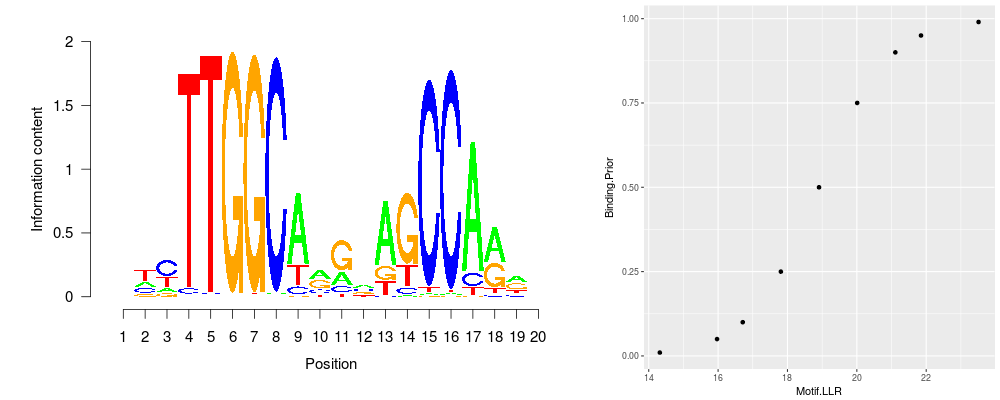 2
1.5
1
0.5
0
Information content
1 2 3 4 5 6 7 8 9 10 11 12 13 14 15 16 17 18 19 20
Position
T C T T G G C A A G A G C C A A A
1.00
0.75
0.50
0.25
0.00
Binding.Prior
14 16 18 20 22
Motif.LLR